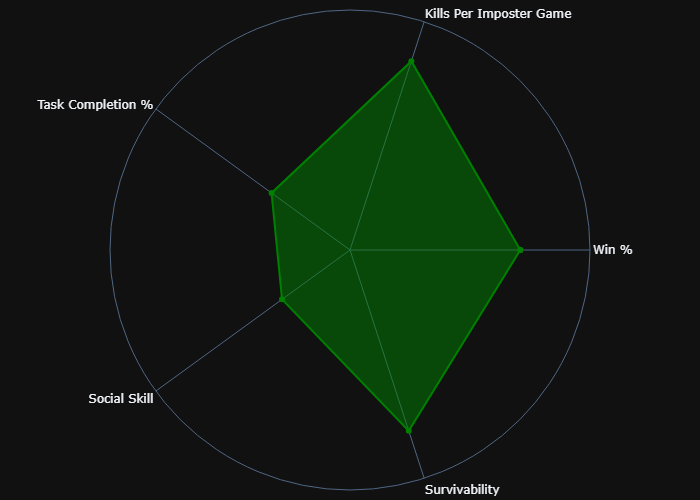 Kills Per Imposter Game
Task Completion %
Win %
Social Skill
Survivability